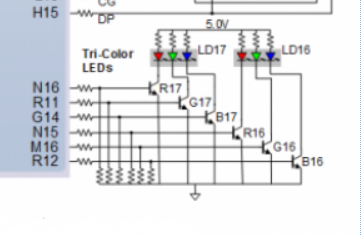 CG
H15 DP
5.0V
Tri-Color LD17 LD16
LEDs
N16 R17
R11 G17
G14 B17
N15 R16
M16 G16
R12 B16